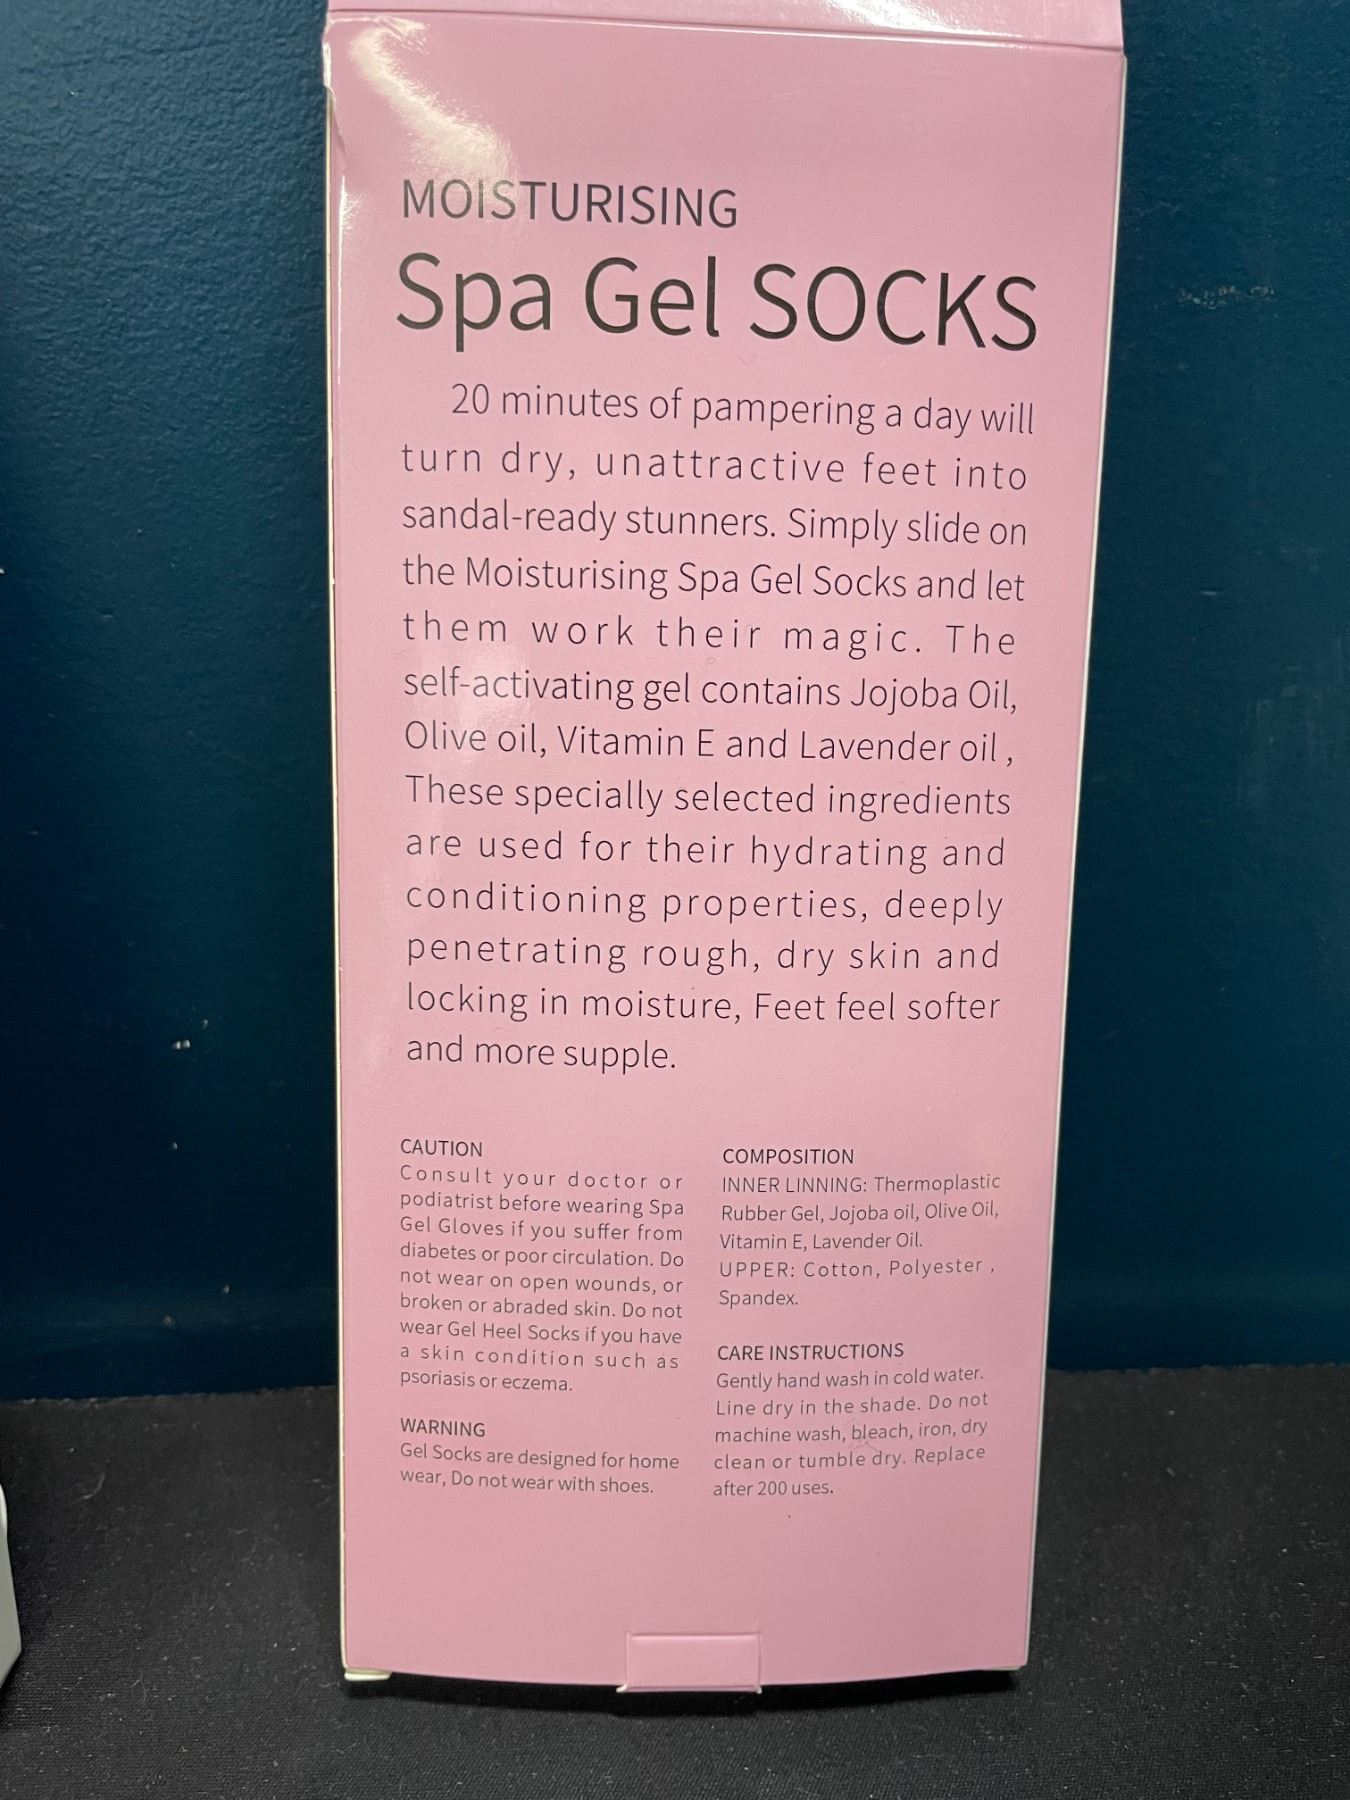 MOISTURISING
Spa Gel SOCKS
20 minutes of pampering a day will
turn dry, unattractive feet into
sandal-ready stunners. Simply slide on
the Moisturising Spa Gel Socks and let
them work their magic. The
self-activating gel contains Jojoba Oil,
Olive oil, Vitamin E and Lavender oil ,
These specially selected ingredients
are used for their hydrating and
conditioning properties, deeply
penetrating rough, dry skin and
locking in moisture, Feet feel softer
and more supple.
CAUTION
Consult your doctor or
podiatrist before wearing Spa
Gel Gloves if you suffer from
diabetes or poor circulation. Do
not wear on open wounds, or
broken or abraded skin. Do not
wear Gel Heel Socks if you have
a skin condition such as
psoriasis or eczema.
WARNING
Gel Socks are designed for home
wear, Do not wear with shoes.
COMPOSITION
INNER LINNING: Thermoplastic
Rubber Gel, Jojoba oil, Olive Oil,
Vitamin E, Lavender Oil.
UPPER: Cotton, Polyester ,
Spandex.
CARE INSTRUCTIONS
Gently hand wash in cold water.
Line dry in the shade. Do not
machine wash, bleach, iron, dry
clean or tumble dry. Replace
after 200 uses.